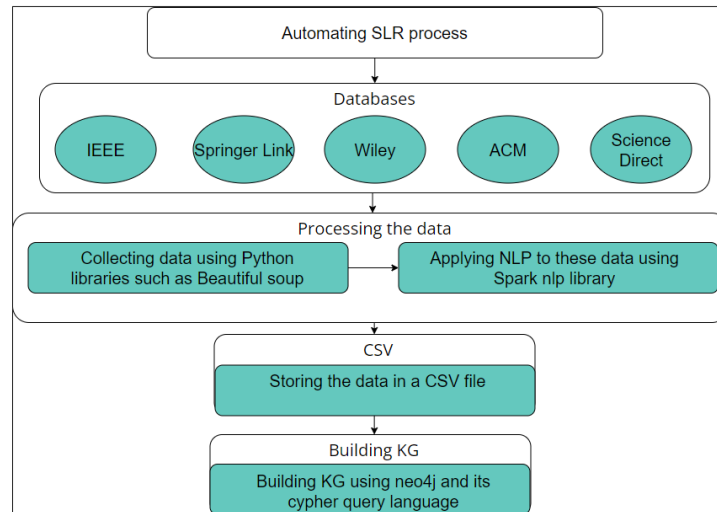 Automating SLR process
Databases
IEEE
Springer Link
Wiley
ACM
Science
Direct
Processing the data
Collecting data using Python
libraries such as Beautiful soup
Applying NLP to these data using
Spark nlp library
CSV
Storing the data in a CSV file
Building KG
Building KG using neo4j and its
cypher query language